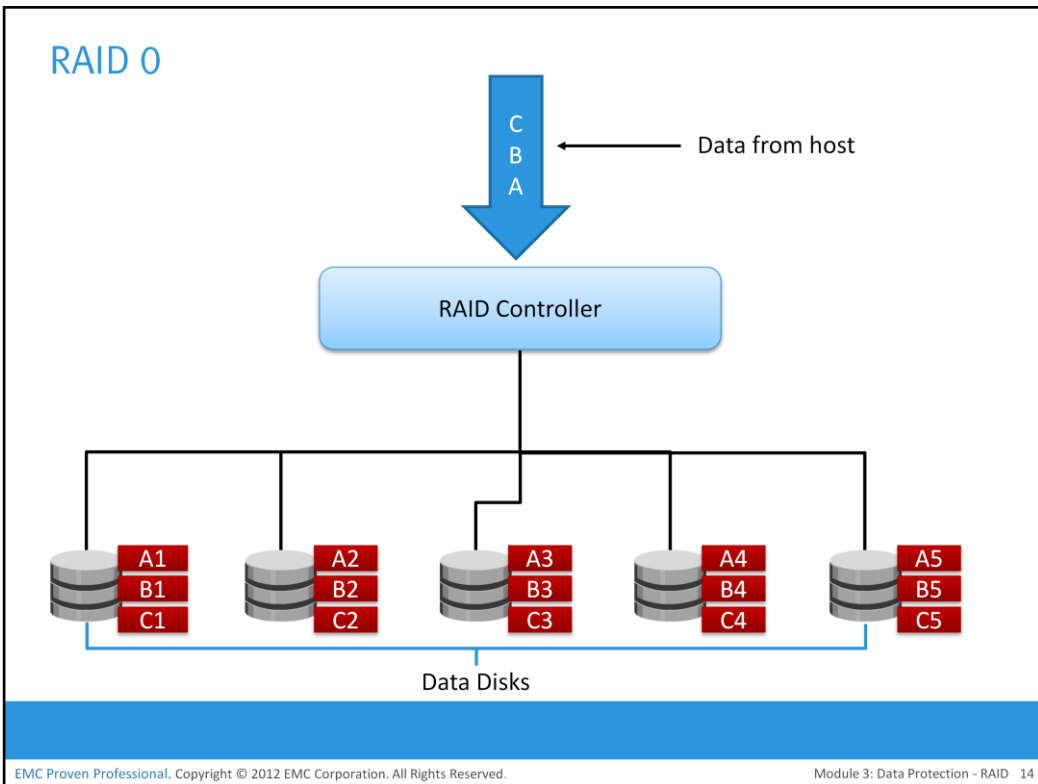 RAID 0
C
B
A
Data from host
RAID Controller
A1 A2 A3 A4 A5
B1 B2 B3 B4 B5
C1 C2 C3 C4 C5
Data Disks
EMC Proven Professional. Copyright © 2012 EMC Corporation. All Rights Reserved. Module 3: Data Protection - RAID 14